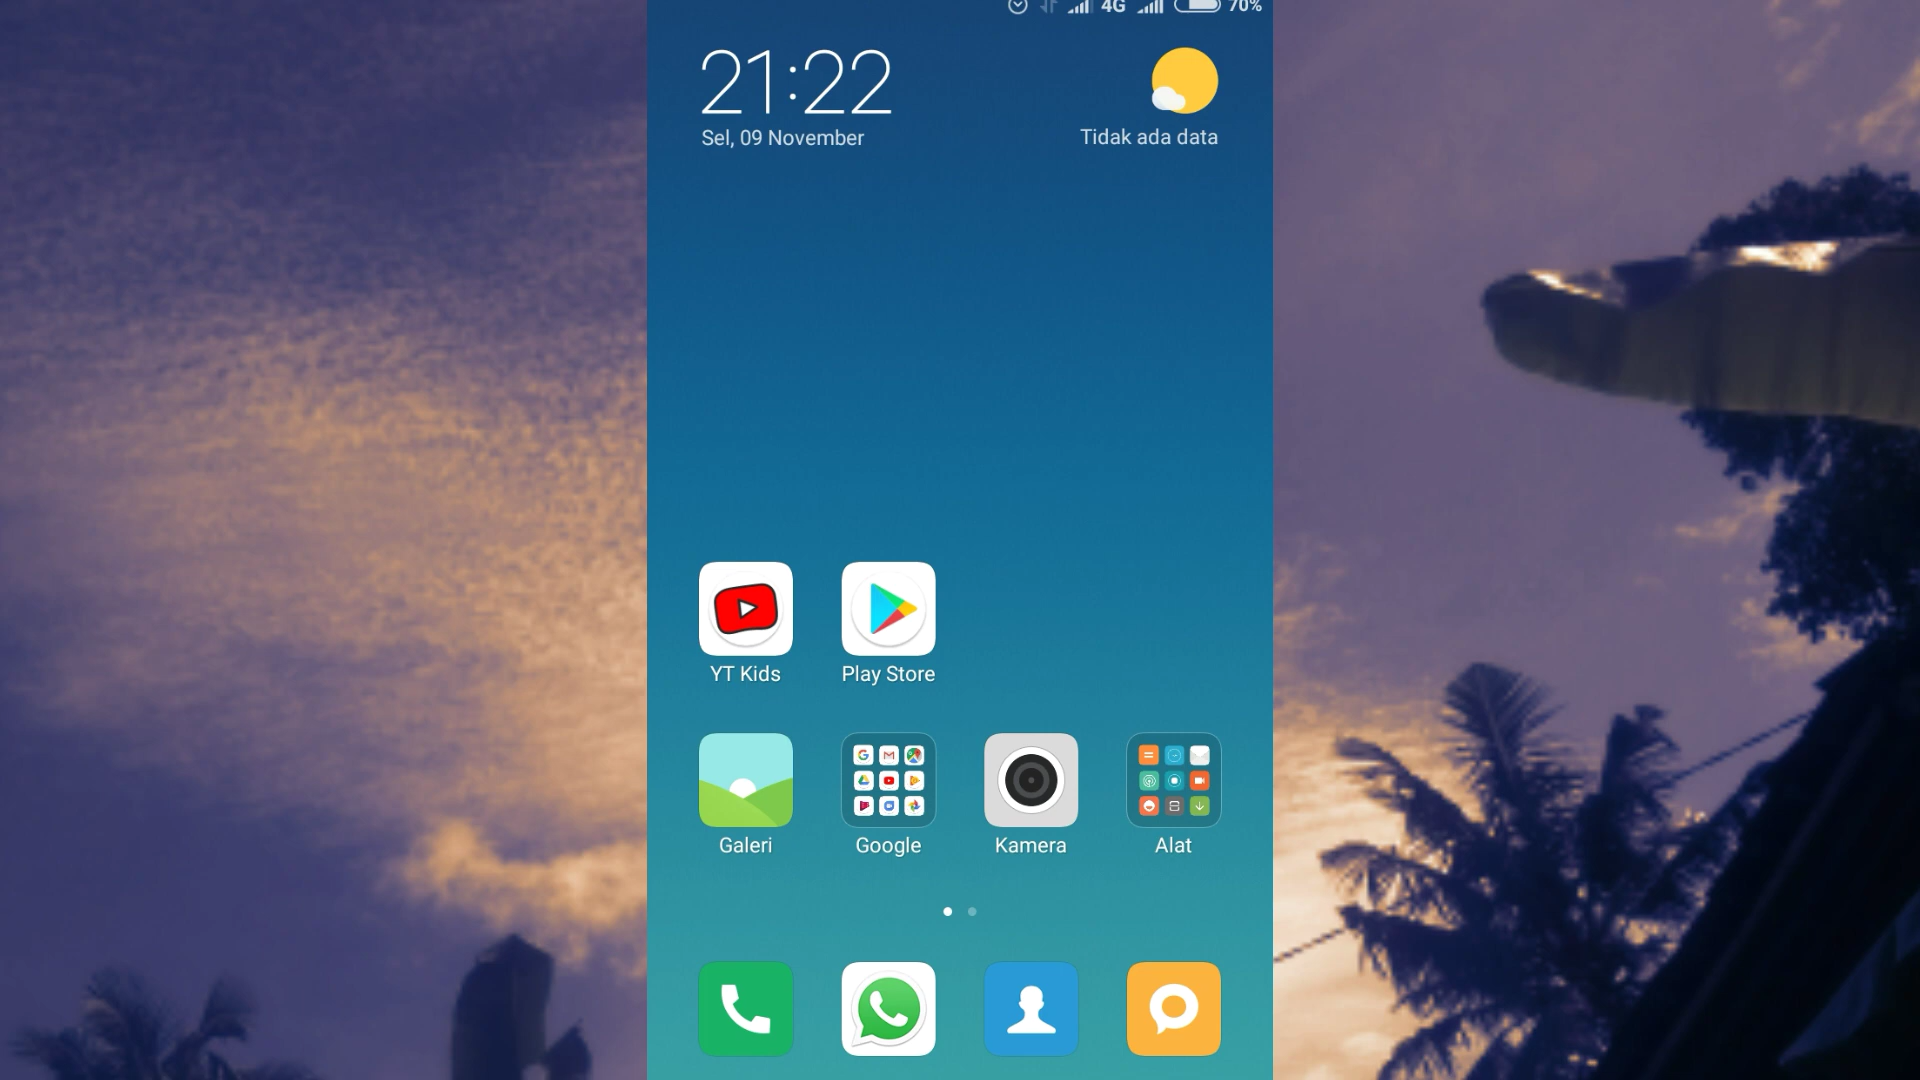 4G 70%
21:22
Sel, 09 November
Tidak ada data
YT Kids
Play Store
Galeri
Google
Kamera
Alat